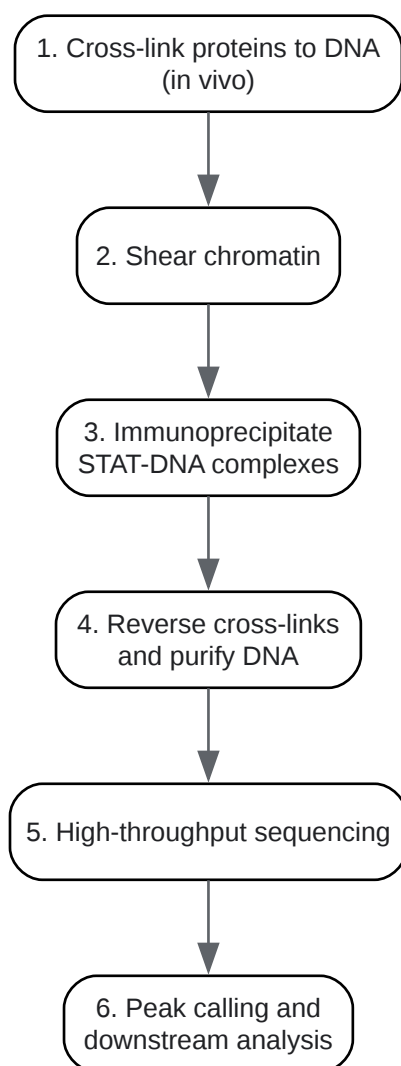 1. Cross-link proteins to DNA
(in vivo)
2. Shear chromatin
3. Immunoprecipitate
STAT-DNA complexes
4. Reverse cross-links
and purify DNA
5. High-throughput sequencing
6. Peak calling and
downstream analysis